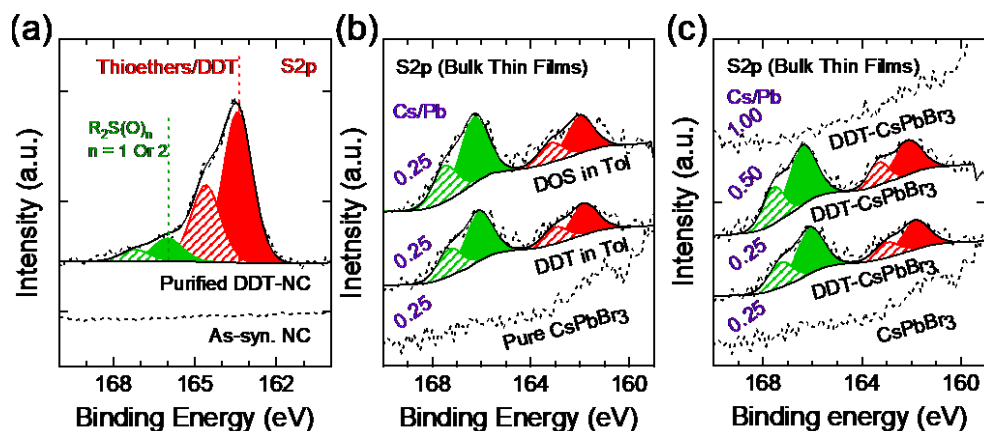 (a)
Thioethers/DDT
S2p
R2S(O)n
n = 1 Or 2
Purified DDT-NC
As-syn. NC
Intensity (a.u.)
168
165
162
Binding Energy (eV)
(b)
S2p (Bulk Thin Films)
Cs/Pb
0.25
DOS in Tol
0.25
DDT in Tol
0.25
Pure CsPbBr3
Inetnsity (a.u.)
168
164
160
Binding Energy (eV)
(c)
S2p (Bulk Thin Films)
Cs/Pb
1.00
DDT-CsPbBr3
0.50
DDT-CsPbBr3
0.25
DDT-CsPbBr3
0.25
CsPbBr3
Intensity (a.u.)
168
164
160
Binding energy (eV)